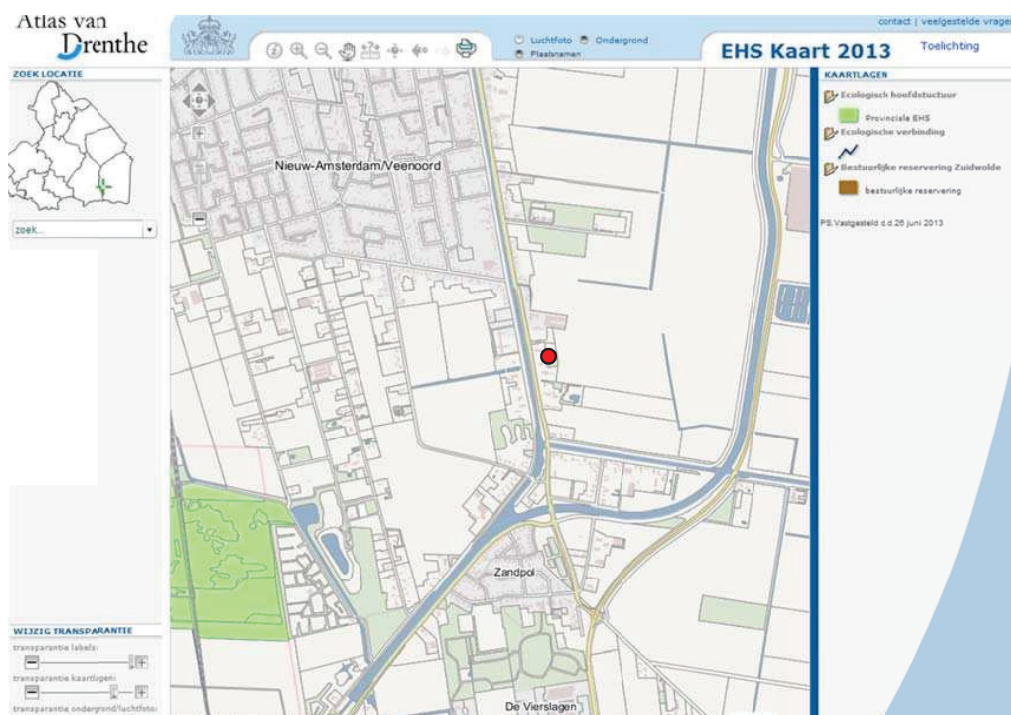 Atlas van
Drenthe
contact | veelgestelde vragen
Luchtfoto Ondergrond
Plaatsnamen
EHS Kaart 2013
Toelichting
ZOEK LOCATIE
zoek...
WIJZIG TRANSPARANTIE
transparantie labels:
transparantie kaartlagen:
transparantie ondergrond/luchtfoto:
Nieuw-Amsterdam/Veenoord
Zandpol
De Vierslagen
KAARTLAGEN
Ecologisch hoofdstuctuur
Provinciale EHS
Ecologische verbinding
Bestuurlijke reservering Zuidwolde
bestuurlijke reservering
PS.Vastgesteld d.d.26 juni 2013